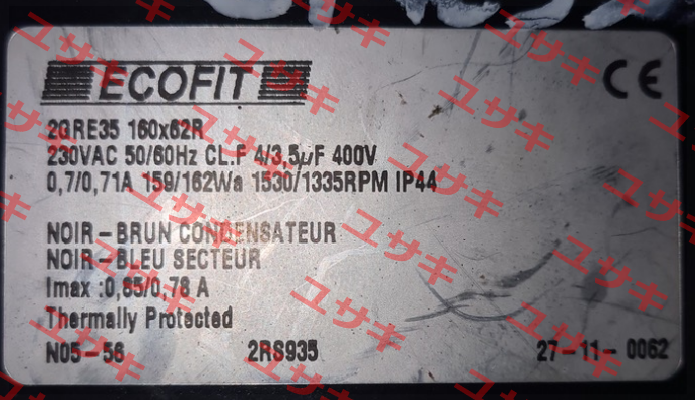 ECOFIT CE
2GRE35 160x62R
230VAC 50/60Hz CL.F 4/3,5µF 400V
0,7/0,71A 159/162Wa 1530/1335RPM IP44
NOIR-BRUN CONDENSATEUR
NOIR-BLEU SECTEUR
Imax :0,65/0,78 A
Thermally Protected
N05-56 2RS935 27-11-0062
ユサキ